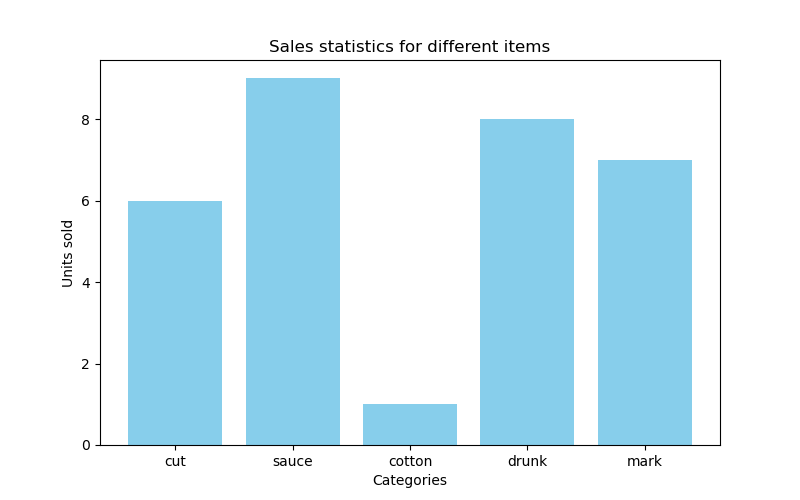 Sales statistics for different items
Units sold
8
6
4
2
0
cut sauce cotton drunk mark
Categories